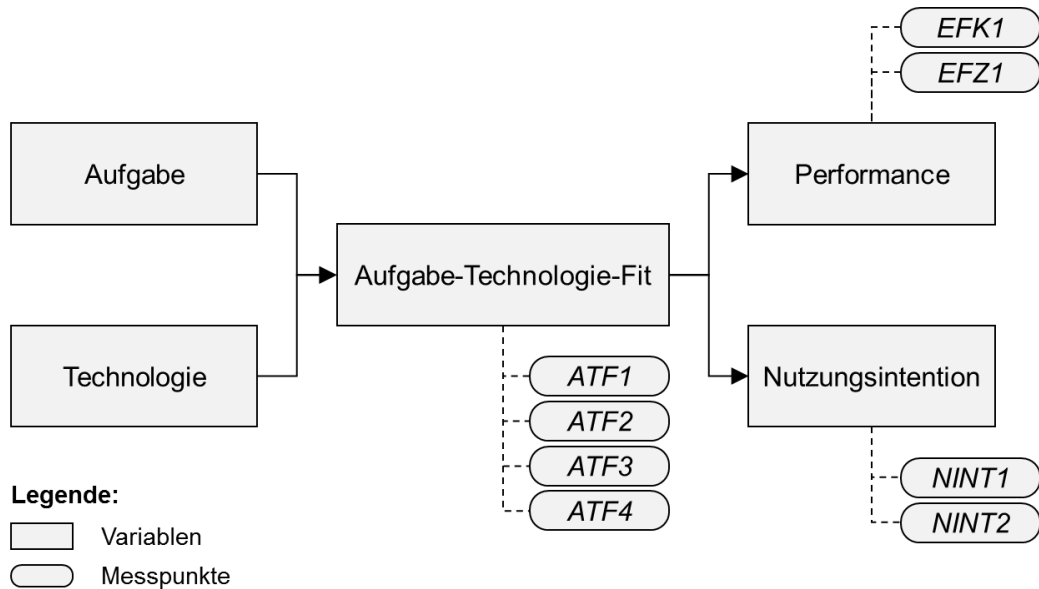 EFK1
EFZ1
Aufgabe
Performance
Aufgabe-Technologie-Fit
Technologie
Nutzungsintention
ATF1
ATF2
ATF3
ATF4
NINT1
NINT2
Legende:
Variablen
Messpunkte